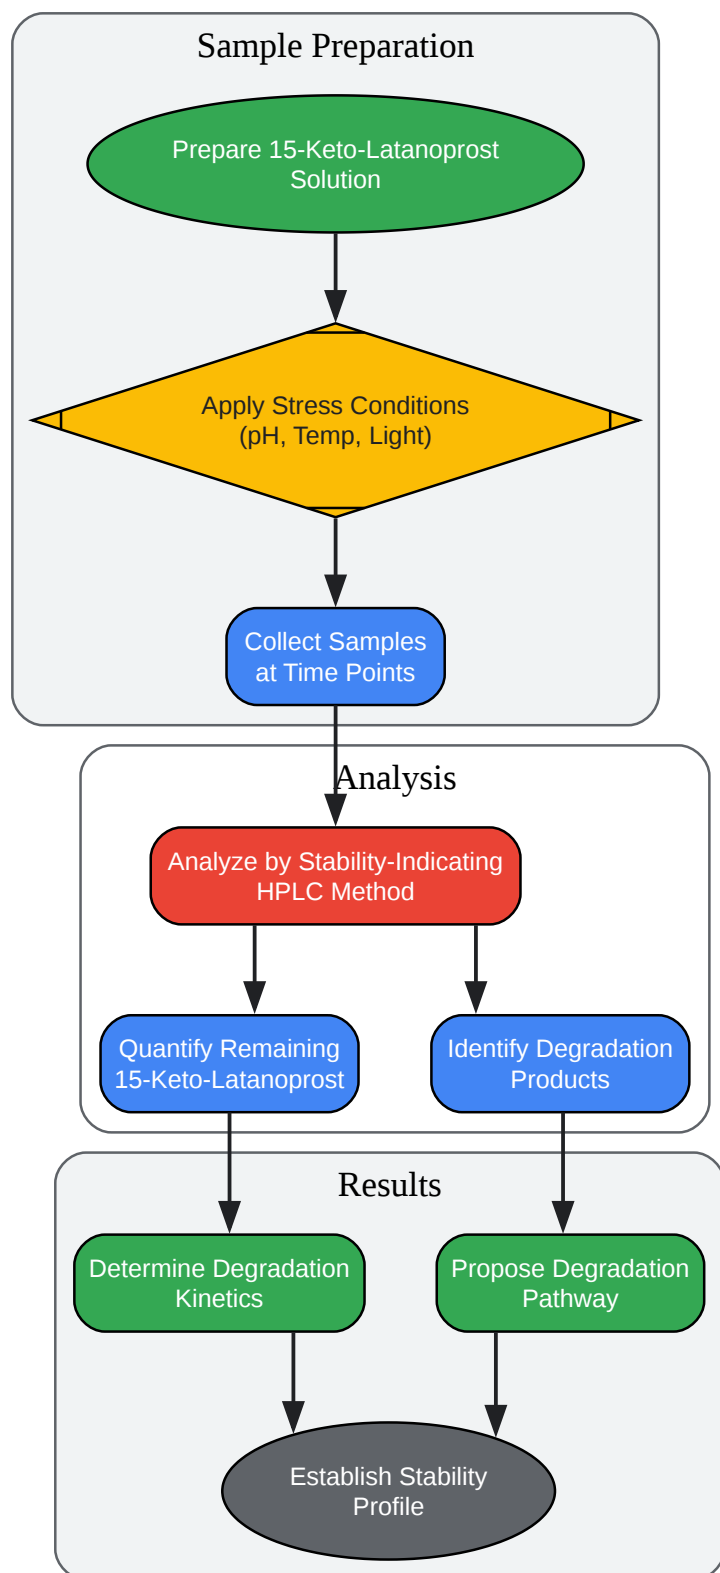 Sample Preparation
Prepare 15-Keto-Latanoprost
Solution
Apply Stress Conditions
(pH, Temp, Light)
Collect Samples
at Time Points
Analysis
Analyze by Stability-Indicating
HPLC Method
Quantify Remaining
15-Keto-Latanoprost
Identify Degradation
Products
Results
Determine Degradation
Kinetics
Propose Degradation
Pathway
Establish Stability
Profile